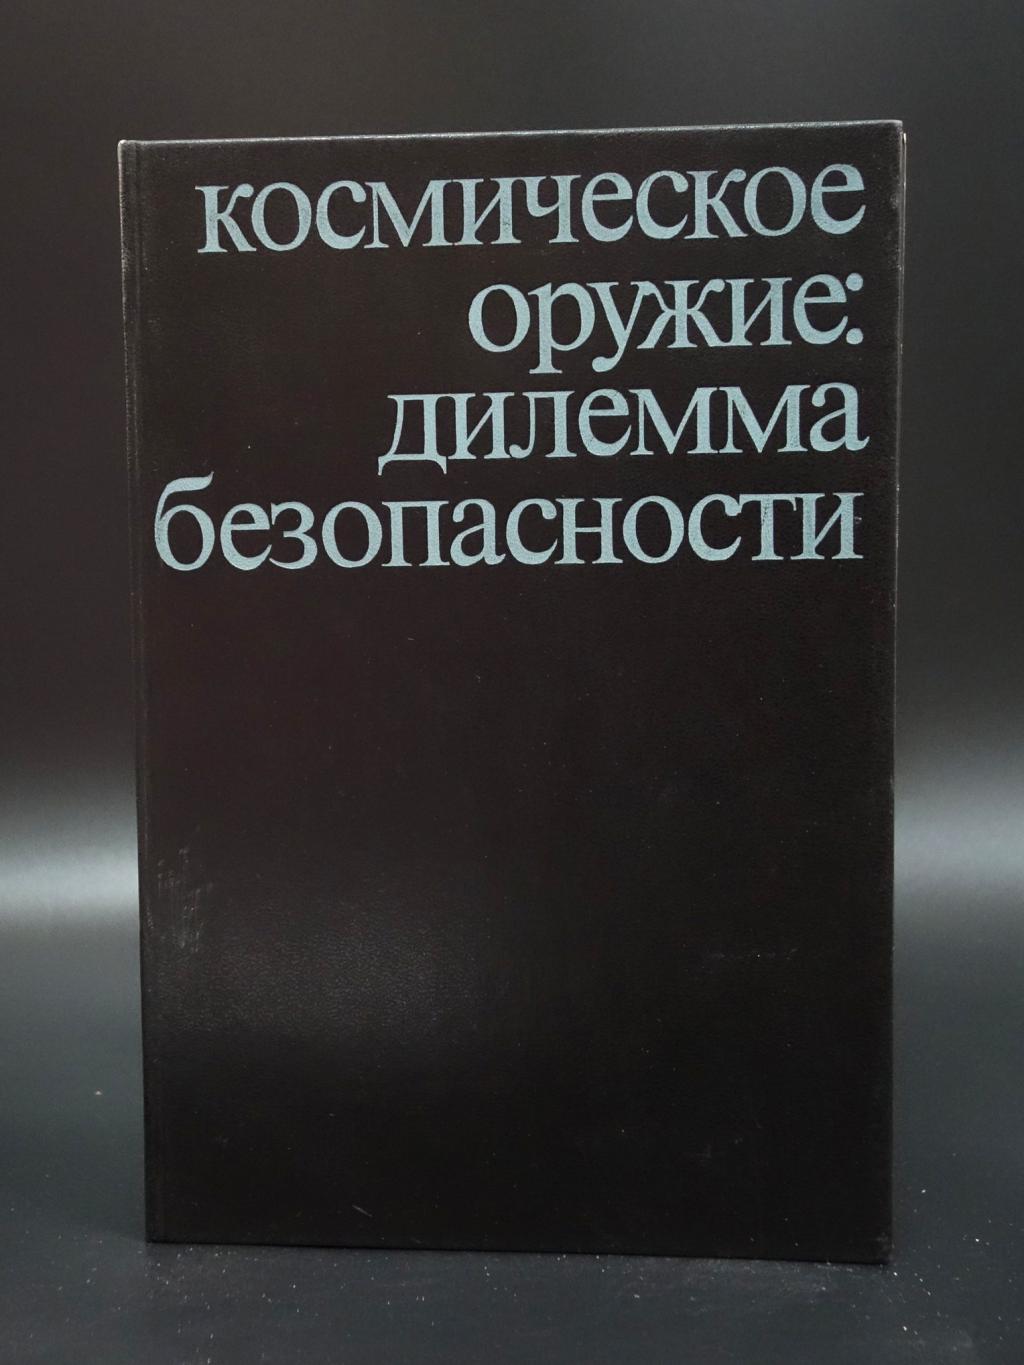 космическое
оружие:
дилемма
безопасности